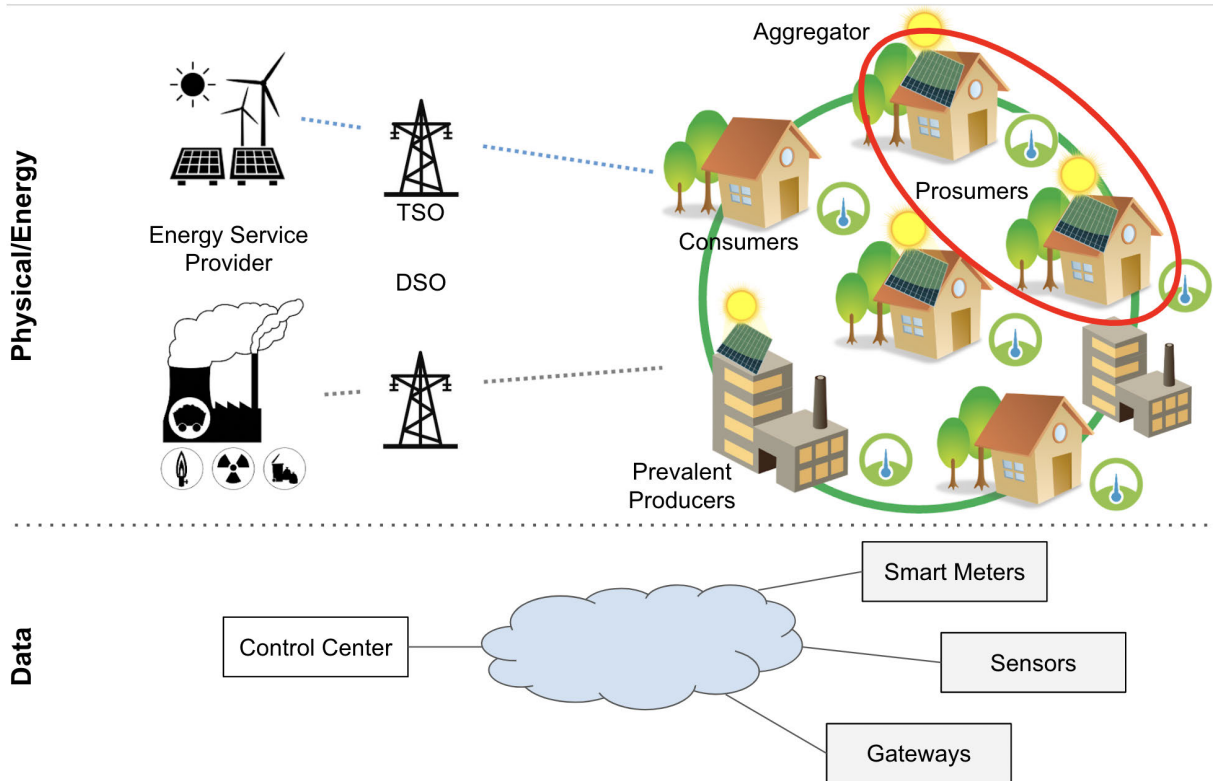 Physical/Energy
Aggregator
TSO
Prosumers
Energy Service
Provider
Consumers
DSO
Prevalent
Producers
Data
Smart Meters
Control Center
Sensors
Gateways